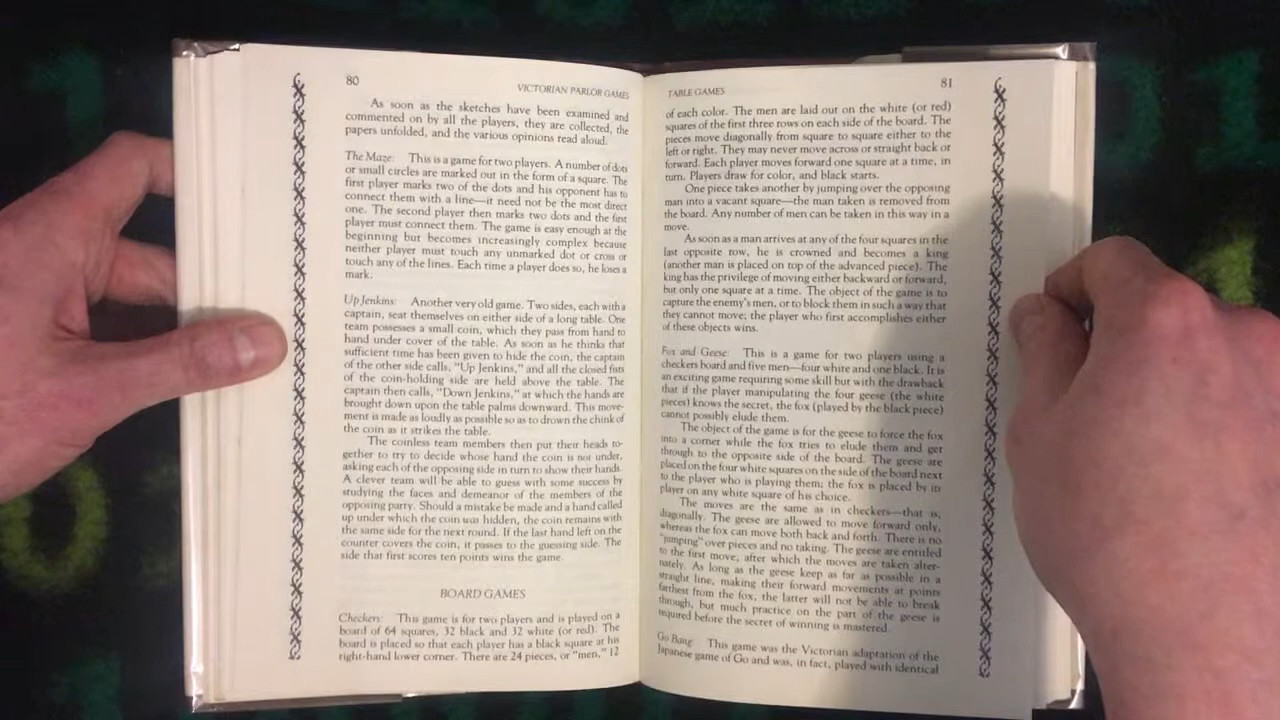 80
VICTORIAN PARLOR GAMES
As soon as the sketches have been examined and
commented on by all the players, they are collected, the
papers unfolded, and the various opinions read aloud.
The Maze: This is a game for two players. A number of dots
or small circles are marked out in the form of a square. The
first player marks two of the dots and his opponent has to
connect them with a line—it need not be the most direct
one. The second player then marks two dots and the first
player must connect them. The game is easy enough at the
beginning but becomes increasingly complex because
neither player must touch any unmarked dot or cross or
touch any of the lines. Each time a player does so, he loses a
mark.
Up Jenkins: Another very old game. Two sides, each with a
captain, seat themselves on either side of a long table. One
team possesses a small coin, which they pass from hand to
hand under cover of the table. As soon as he thinks that
sufficient time has been given to hide the coin, the captain
of the other side calls, "Up Jenkins," and all the closed fists
of the coin-holding side are held above the table. The
captain then calls, "Down Jenkins," at which the hands are
brought down upon the table palms downward. This move-
ment is made as loudly as possible so as to drown the chink of
the coin as it strikes the table.
The coinless team members then put their heads to-
gether to try to decide whose hand the coin is not under,
asking each of the opposing side in turn to show their hands.
A clever team will be able to guess with some success by
studying the faces and demeanor of the members of the
opposing party. Should a mistake be made and a hand called
up under which the coin was hidden, the coin remains with
the same side for the next round. If the last hand left on the
counter covers the coin, it passes to the guessing side. The
side that first scores ten points wins the game.
BOARD GAMES
Checkers: This game is for two players and is played on a
board of 64 squares, 32 black and 32 white (or red). The
board is placed so that each player has a black square at his
right-hand lower corner. There are 24 pieces, or "men," 12
TABLE GAMES
81
of each color. The men are laid out on the white (or red)
squares of the first three rows on each side of the board. The
pieces move diagonally from square to square either to the
left or right. They may never move across or straight back or
forward. Each player moves forward one square at a time, in
turn. Players draw for color, and black starts.
One piece takes another by jumping over the opposing
man into a vacant square—the man taken is removed from
the board. Any number of men can be taken in this way in a
move.
As soon as a man arrives at any of the four squares in the
last opposite row, he is crowned and becomes a king
(another man is placed on top of the advanced piece). The
king has the privilege of moving either backward or forward,
but only one square at a time. The object of the game is to
capture the enemy's men, or to block them in such a way that
they cannot move; the player who first accomplishes either
of these objects wins.
Fox and Geese: This is a game for two players using a
checkers board and five men—four white and one black. It is
an exciting game requiring some skill but with the drawback
that if the player manipulating the four geese (the white
pieces) knows the secret, the fox (played by the black piece)
cannot possibly elude them.
The object of the game is for the geese to force the fox
into a corner while the fox tries to elude them and get
through to the opposite side of the board. The geese are
placed on the four white squares on the side of the board next
to the player who is playing them; the fox is placed by its
player on any white square of his choice.
The moves are the same as in checkers—that is,
diagonally. The geese are allowed to move forward only,
whereas the fox can move both back and forth. There is no
"jumping" over pieces and no taking. The geese are entitled
to the first move, after which the moves are taken alter-
nately. As long as the geese keep as far as possible in a
straight line, making their forward movements at points
farthest from the fox, the latter will not be able to break
through, but much practice on the part of the geese is
required before the secret of winning is mastered.
Go Bang: This game was the Victorian adaptation of the
Japanese game of Go and was, in fact, played with identical